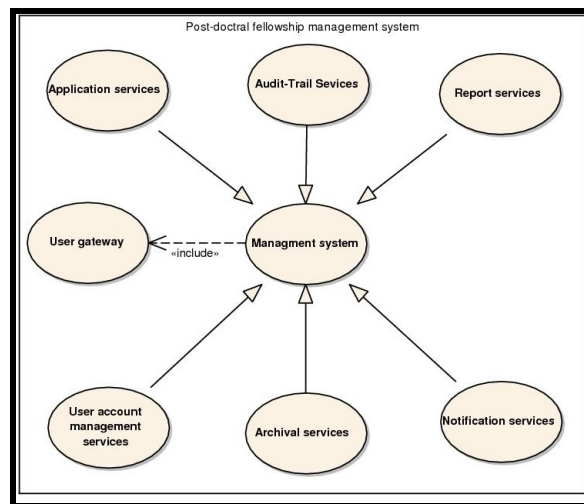 Post-doctral fellowship management system
Application services
Audit-Trail Sevices
Report services
User gateway
«include»
Managment system
User account
management
services
Archival services
Notification services